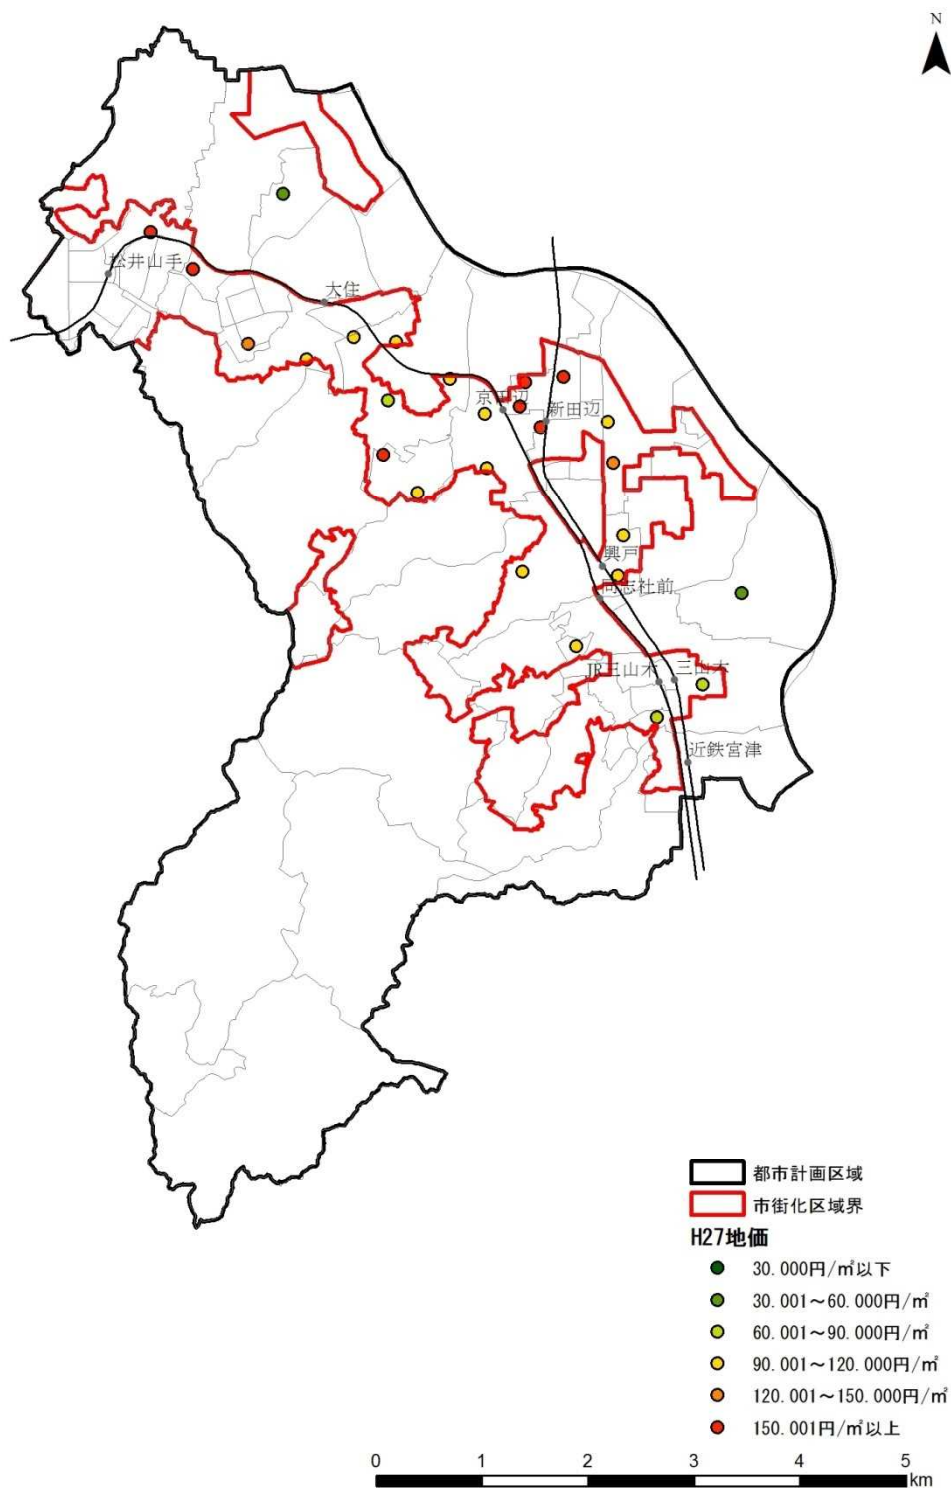 N
松井山手
大住
京田辺
新田辺
興戸
同志社前
JR三山木
三山木
近鉄宮津
都市計画区域
市街化区域界
H27地価
30.000円/㎡以下
30.001～60.000円/㎡
60.001～90.000円/㎡
90.001～120.000円/㎡
120.001～150.000円/㎡
150.001円/㎡以上
0 1 2 3 4 5
km